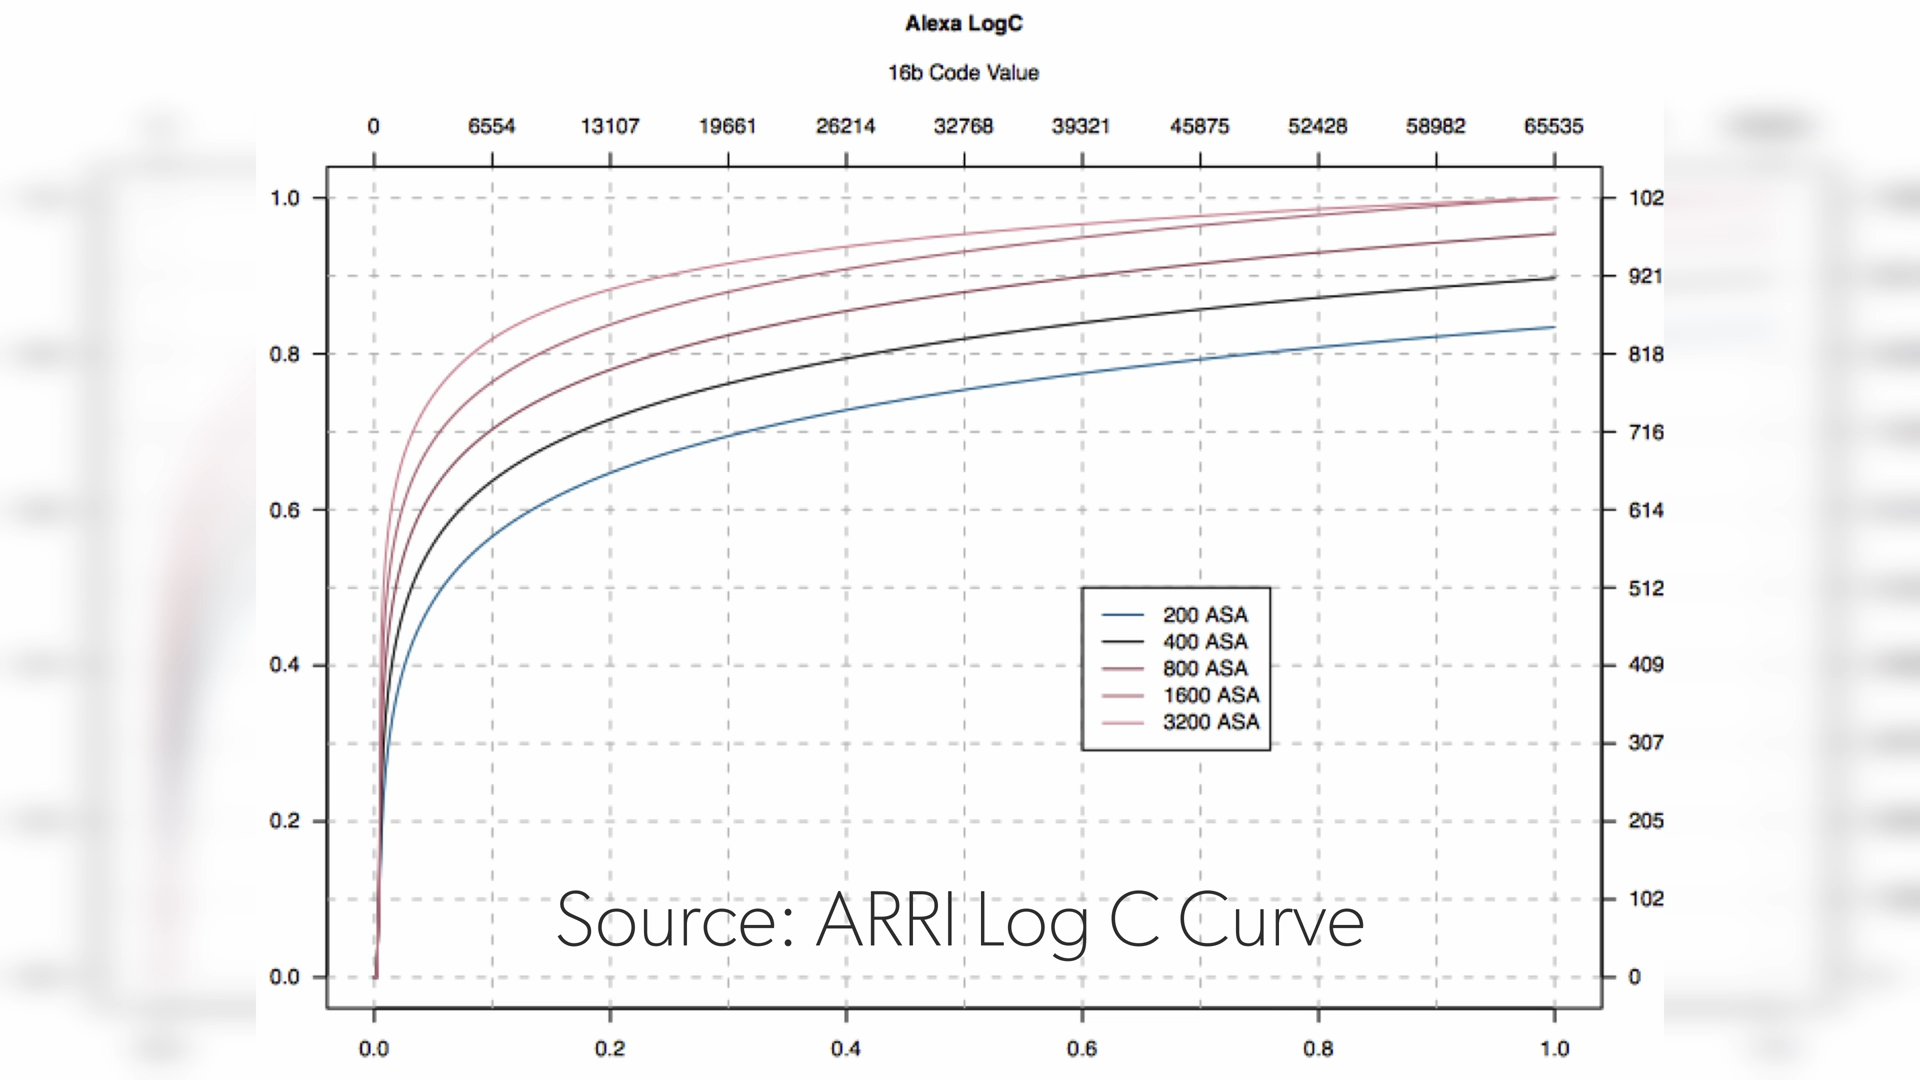 Alexa LogC
16b Code Value
0 6554 13107 19661 26214 32768 39321 45875 52428 58982 65535
1.0 102
921
0.8 818
716
0.6 614
512
200 ASA
400 ASA
0.4 409
800 ASA
1600 ASA
3200 ASA
307
0.2 205
102
Source: ARRI Log C Curve
0.0 0
0.0 0.2 0.4 0.6 0.8 1.0